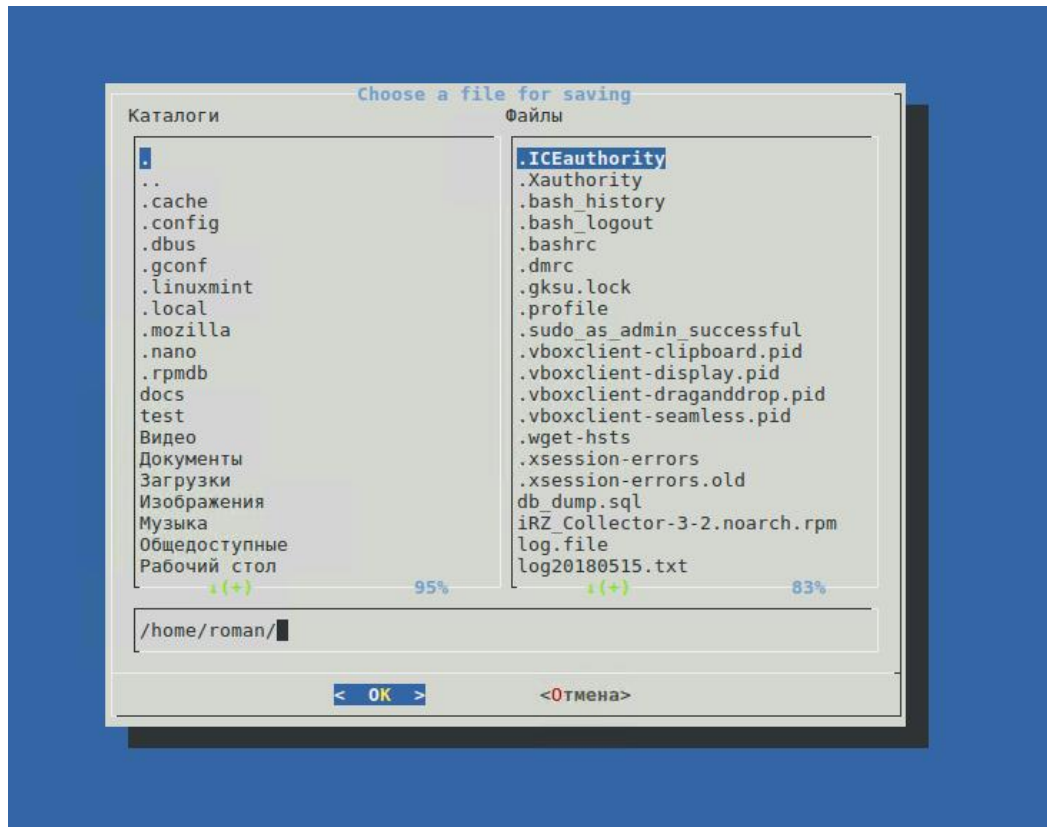 Choose a file for saving
Каталоги
.
..
.cache
.config
.dbus
.gconf
.linuxmint
.local
.mozilla
.nano
.rpmdb
docs
test
Видео
Документы
Загрузки
Изображения
Музыка
Общедоступные
Рабочий стол
↓(+) 95%
Файлы
.ICEauthority
.Xauthority
.bash_history
.bash_logout
.bashrc
.dmrc
.gksu.lock
.profile
.sudo_as_admin_successful
.vboxclient-clipboard.pid
.vboxclient-display.pid
.vboxclient-draganddrop.pid
.vboxclient-seamless.pid
.wget-hsts
.xsession-errors
.xsession-errors.old
db_dump.sql
iRZ_Collector-3-2.noarch.rpm
log.file
log20180515.txt
↓(+) 83%
/home/roman/
< OK > <Отмена>